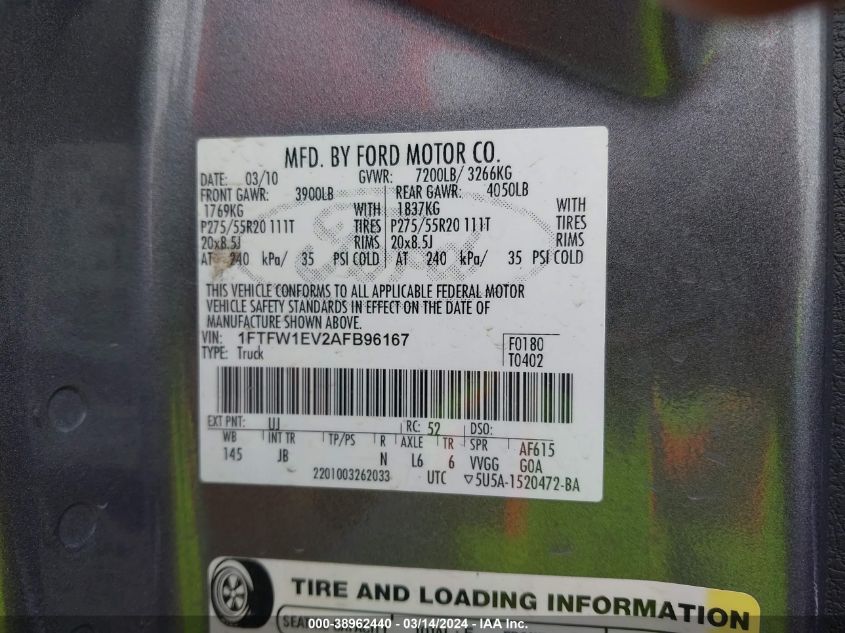 MFD. BY FORD MOTOR CO.
DATE: 03/10 GVWR: 7200LB/ 3266KG
FRONT GAWR: 3900LB REAR GAWR: 4050LB
1769KG WITH 1837KG WITH
P275/55R20 111T TIRES P275/55R20 111T TIRES
20x8.5J RIMS 20x8.5J RIMS
AT 240 kPa/ 35 PSI COLD AT 240 kPa/ 35 PSI COLD
THIS VEHICLE CONFORMS TO ALL APPLICABLE FEDERAL MOTOR
VEHICLE SAFETY STANDARDS IN EFFECT ON THE DATE OF
MANUFACTURE SHOWN ABOVE.
VIN: 1FTFW1EV2AFB96167 F0180
TYPE: Truck T0402
EXT PNT: UJ RC: 52 DSO:
WB INT TR TP/PS R AXLE TR SPR AF615
145 JB N L6 6 VVGG GOA
2201003262033 UTC ▽5U5A-1520472-BA
TIRE AND LOADING INFORMATION
000-38962440 - 03/14/2024 - IAA Inc.